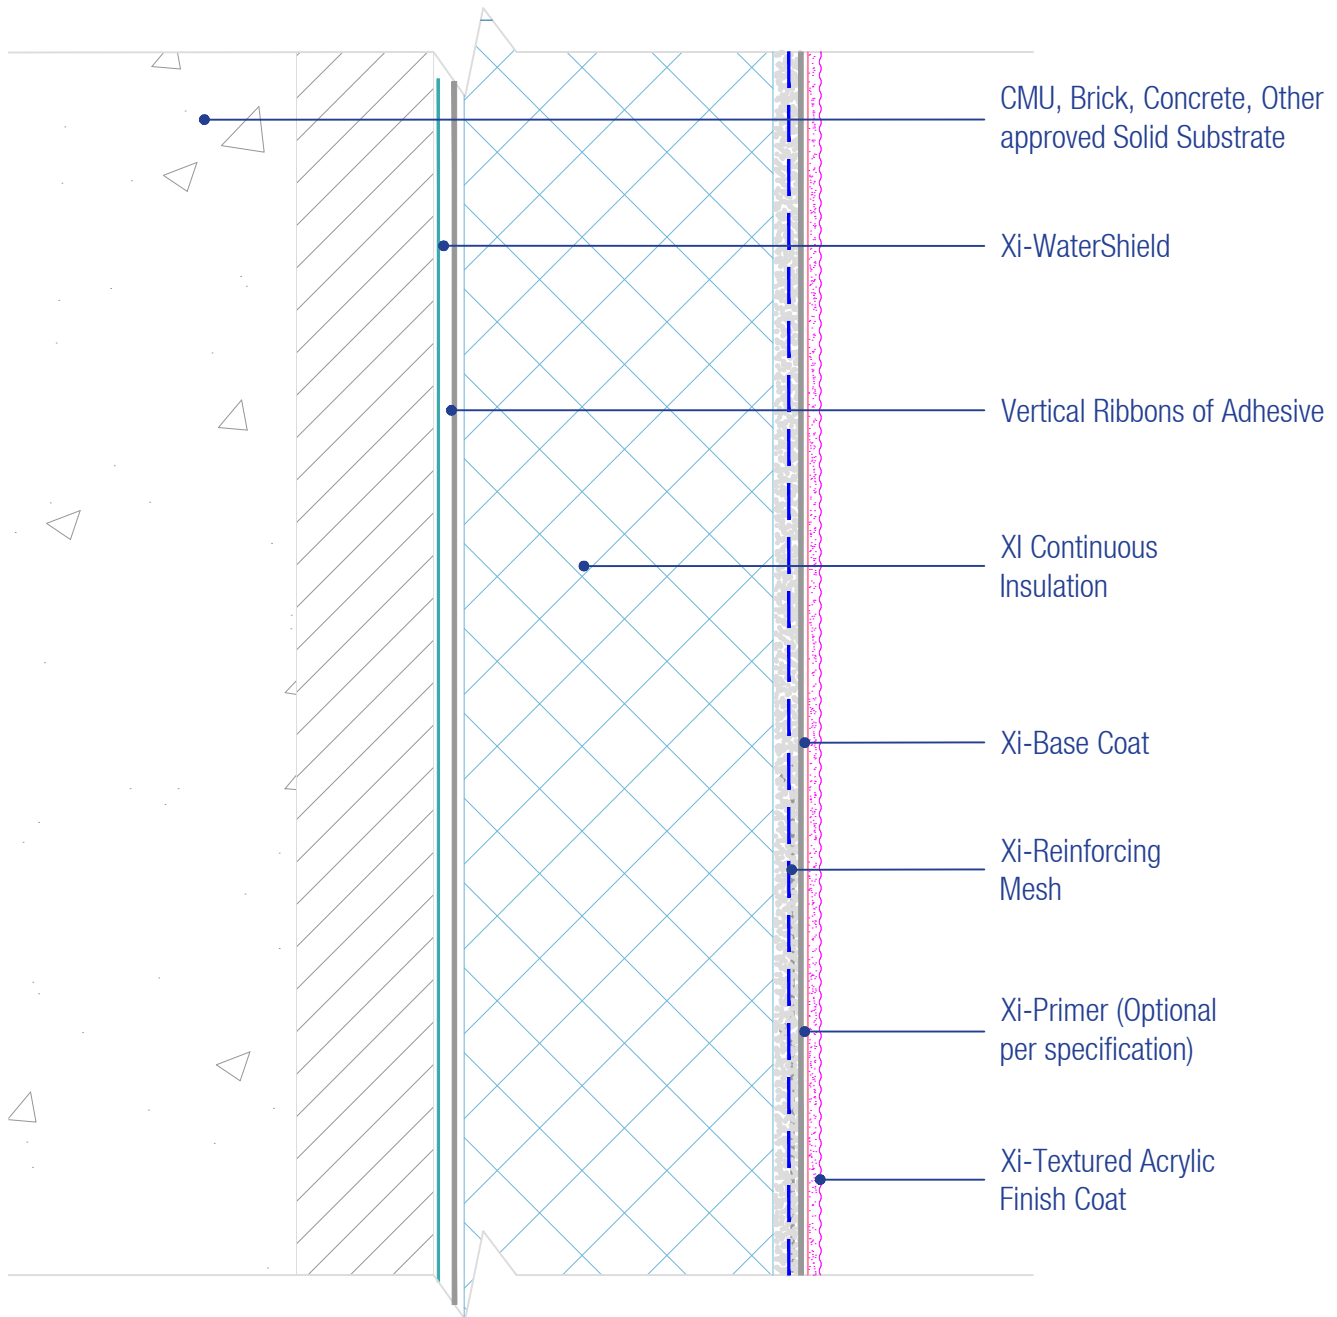 CMU, Brick, Concrete, Other
approved Solid Substrate
Xi-WaterShield
Vertical Ribbons of Adhesive
XI Continuous
Insulation
Xi-Base Coat
Xi-Reinforcing
Mesh
Xi-Primer (Optional
per specification)
Xi-Textured Acrylic
Finish Coat